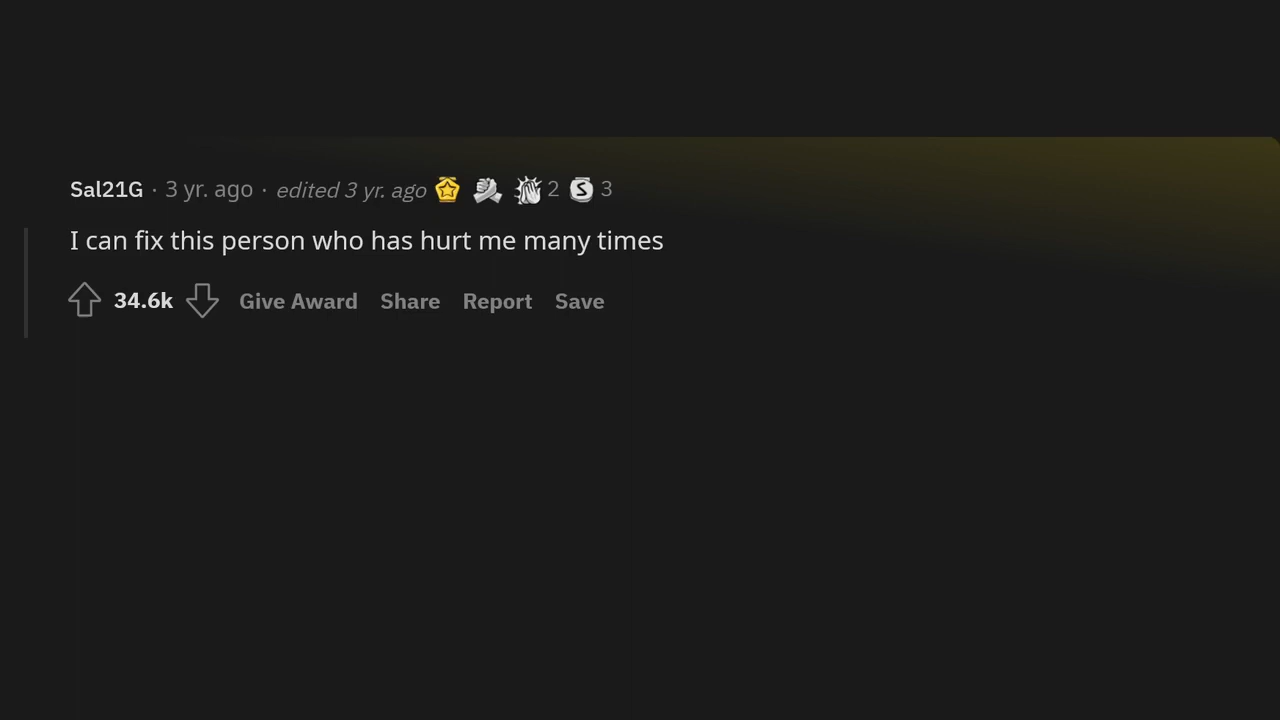 Sal21G · 3 yr. ago · edited 3 yr. ago 2 3
I can fix this person who has hurt me many times
34.6k Give Award Share Report Save